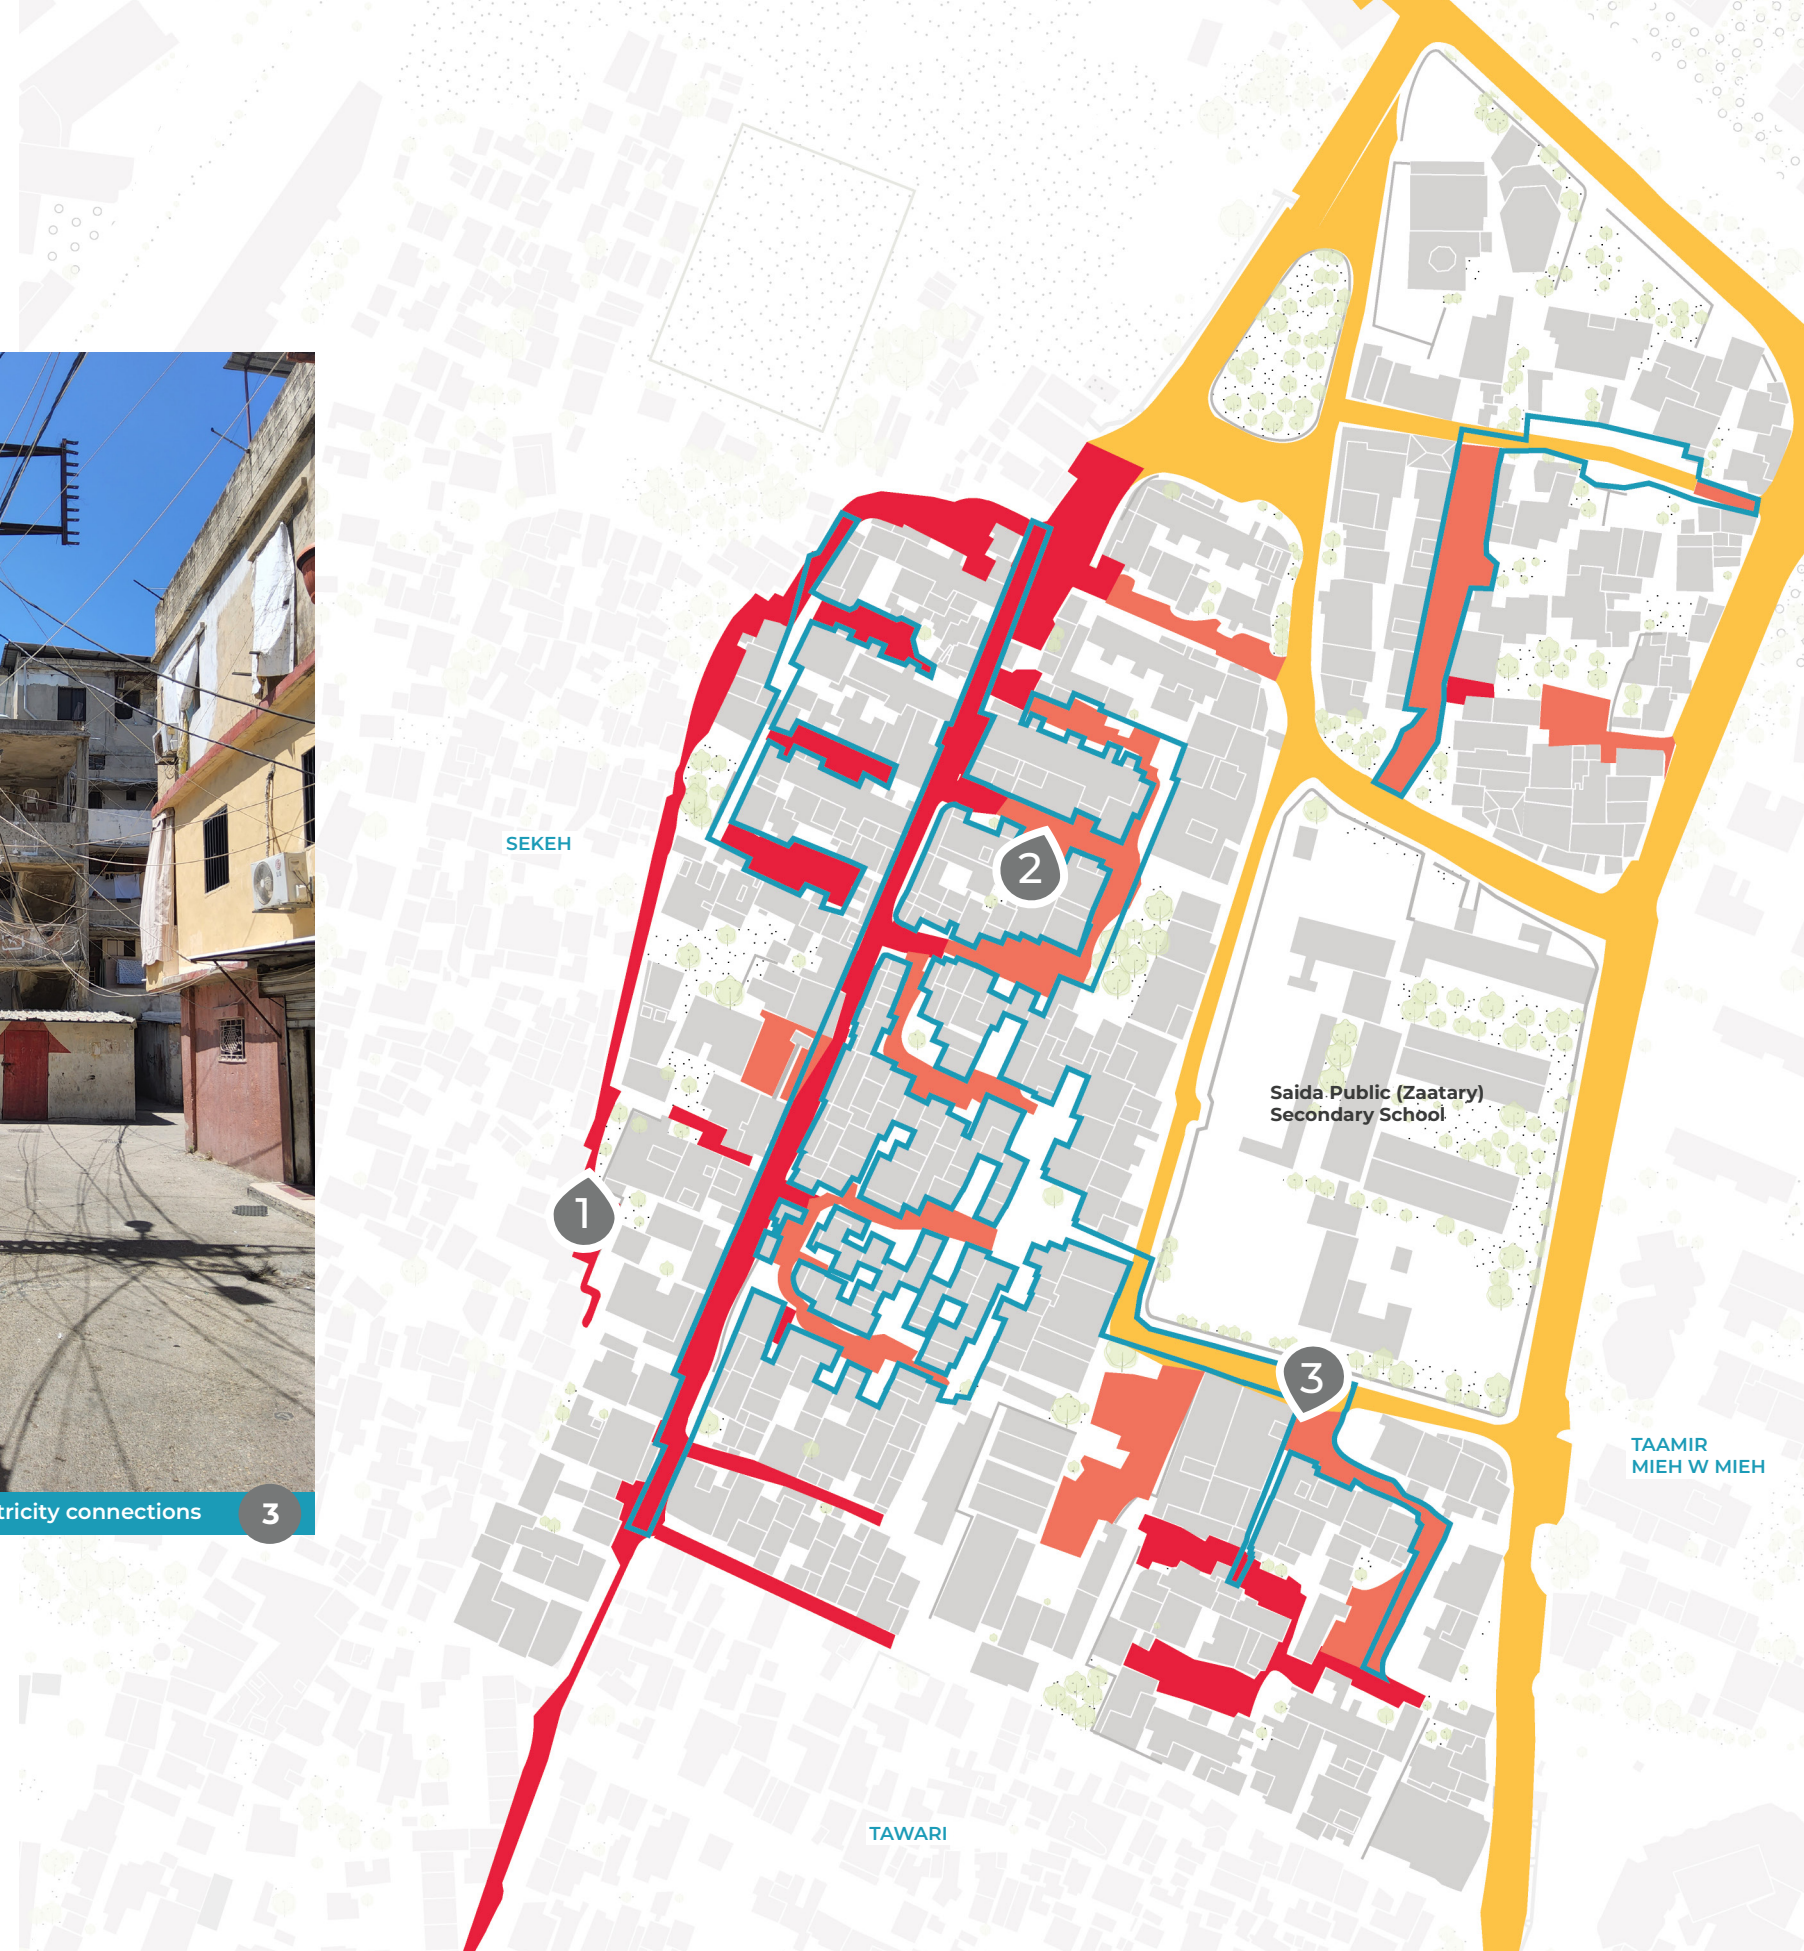 SEKEH
2
Saida Public (Zaatary)
Secondary School
1
3
TAAMIR
MIEH W MIEH
tricity connections
3
TAWARI